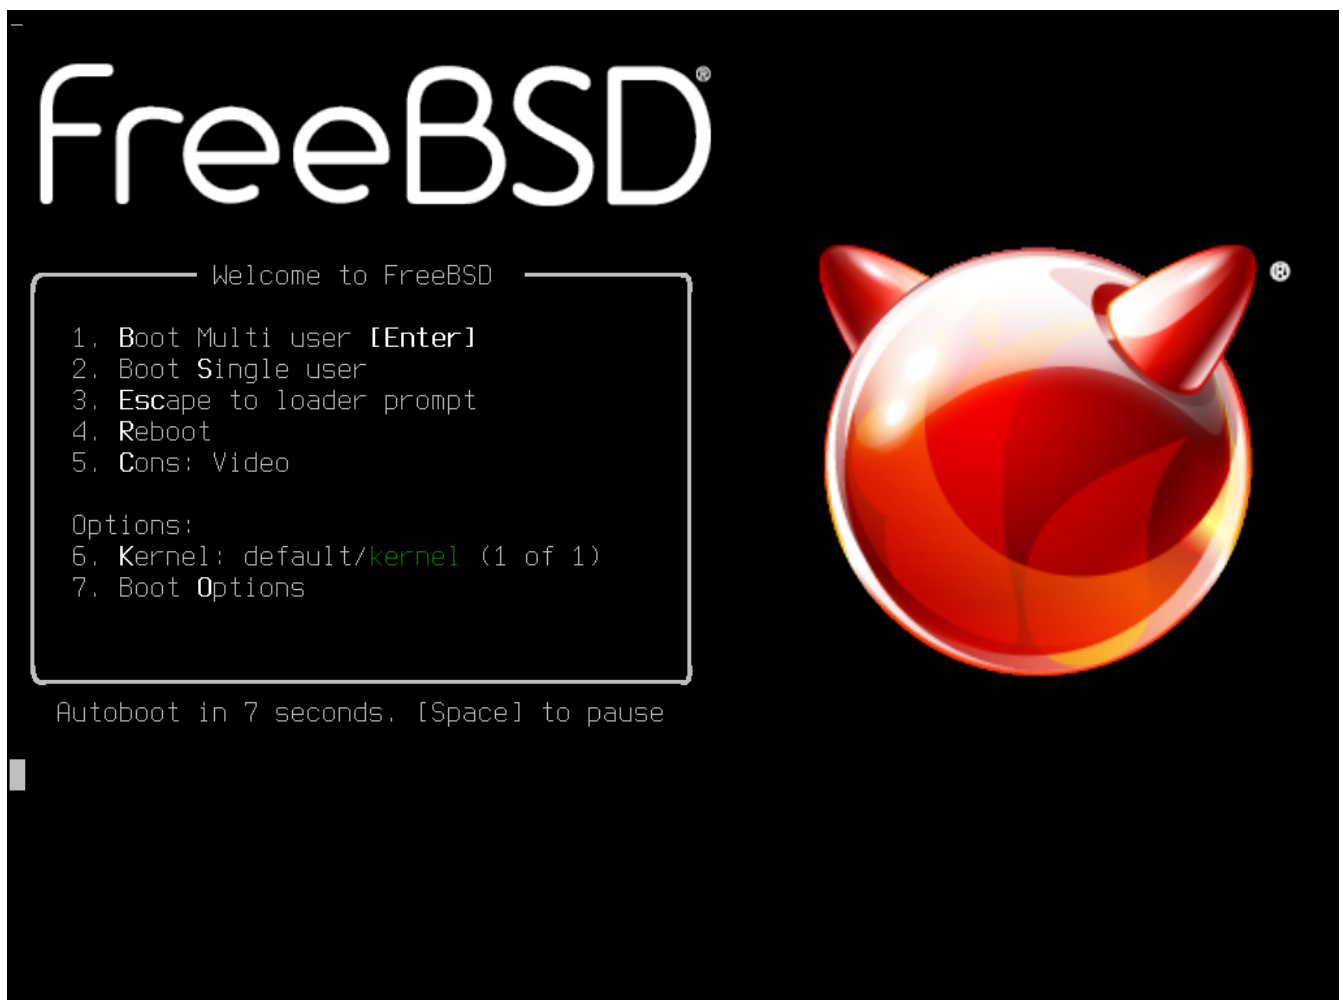 FreeBSD®
Welcome to FreeBSD
1. Boot Multi user [Enter]
2. Boot Single user
3. Escape to loader prompt
4. Reboot
5. Cons: Video
Options:
6. Kernel: default/kernel (1 of 1)
7. Boot Options
Autoboot in 7 seconds. [Space] to pause
®